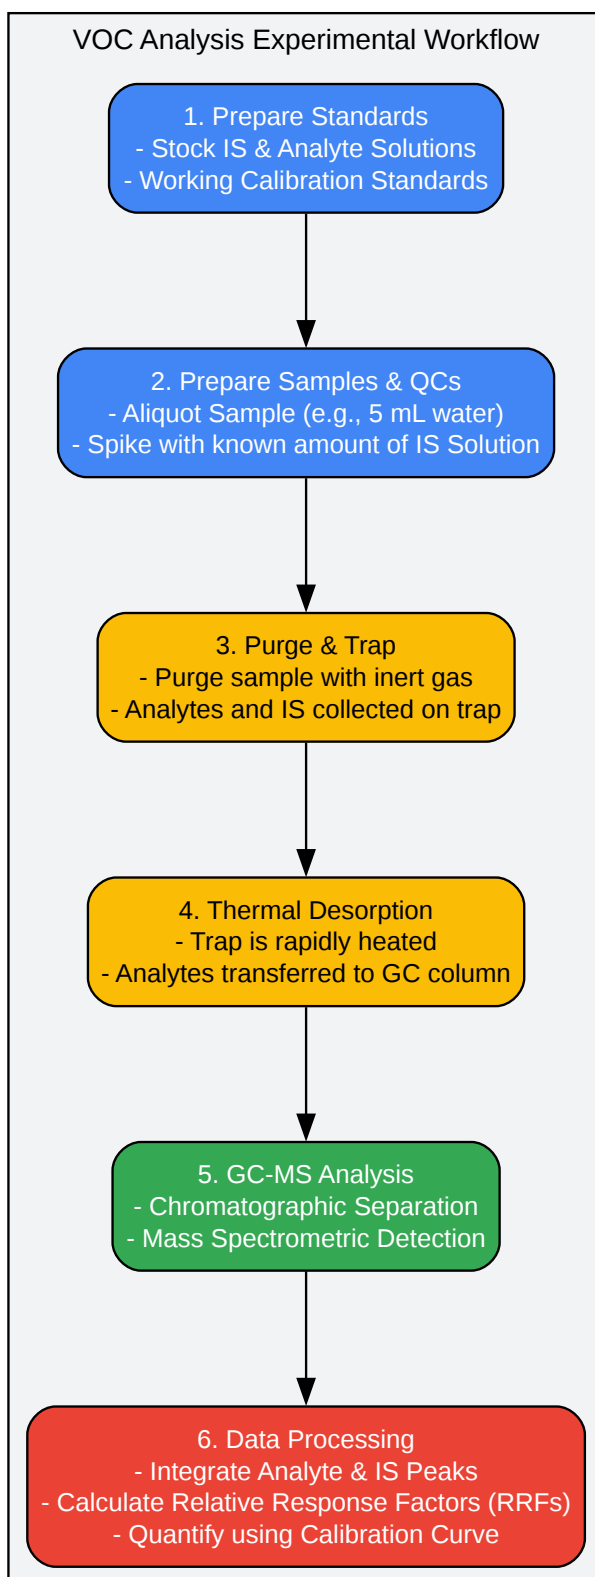 VOC Analysis Experimental Workflow
1. Prepare Standards
- Stock IS & Analyte Solutions
- Working Calibration Standards
2. Prepare Samples & QCs
- Aliquot Sample (e.g., 5 mL water)
- Spike with known amount of IS Solution
3. Purge & Trap
- Purge sample with inert gas
- Analytes and IS collected on trap
4. Thermal Desorption
- Trap is rapidly heated
- Analytes transferred to GC column
5. GC-MS Analysis
- Chromatographic Separation
- Mass Spectrometric Detection
6. Data Processing
- Integrate Analyte & IS Peaks
- Calculate Relative Response Factors (RRFs)
- Quantify using Calibration Curve